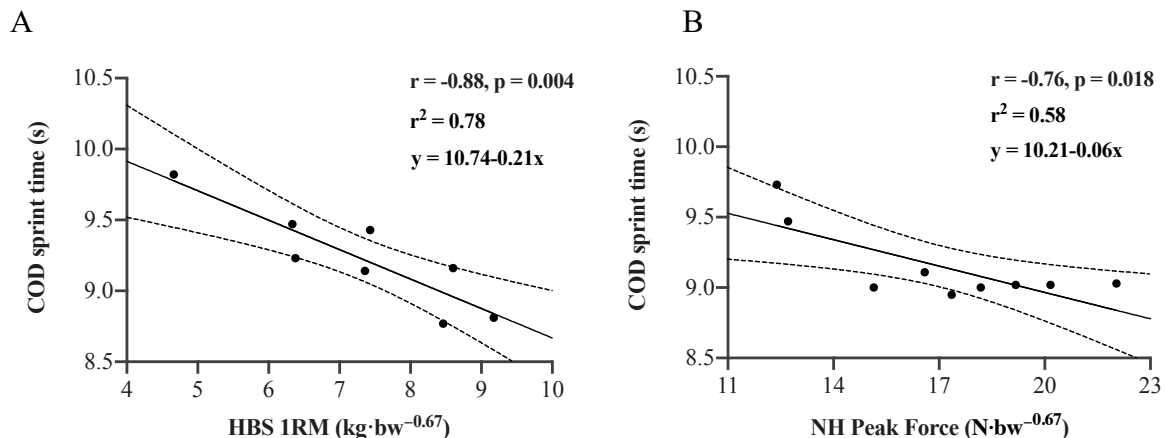 A
COD sprint time (s)
10.5
10.0
9.5
9.0
8.5
r = -0.88, p = 0.004
r² = 0.78
y = 10.74-0.21x
4 5 6 7 8 9 10
HBS 1RM (kg·bw⁻⁰·⁶⁷)
B
COD sprint time (s)
10.5
10.0
9.5
9.0
8.5
r = -0.76, p = 0.018
r² = 0.58
y = 10.21-0.06x
11 14 17 20 23
NH Peak Force (N·bw⁻⁰·⁶⁷)